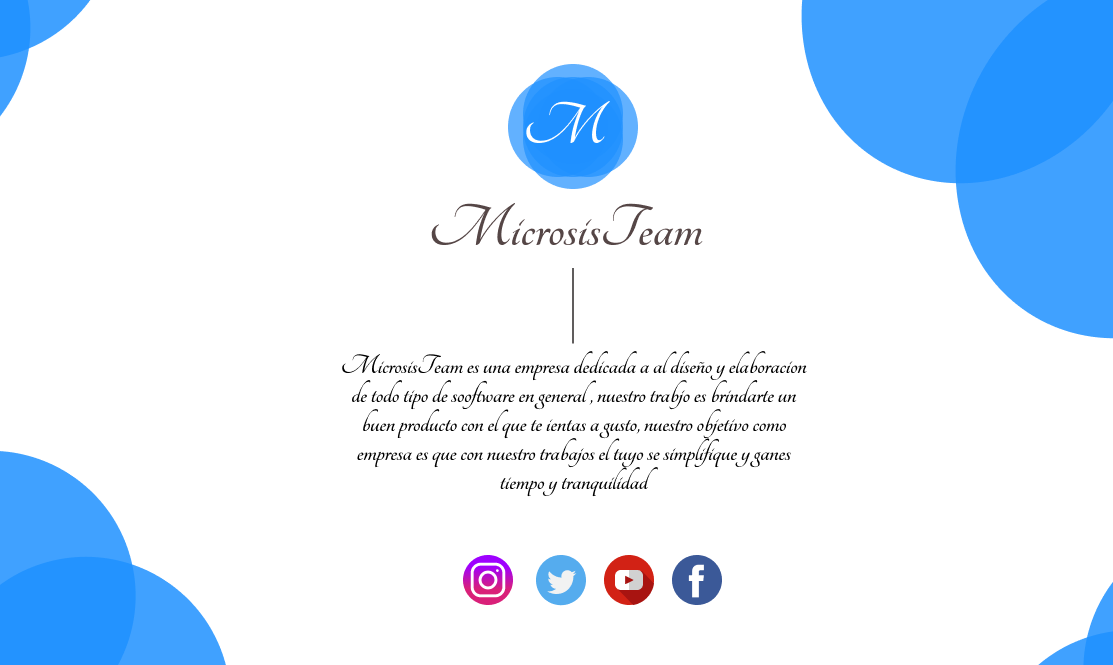 M
MicrosisTeam
MicrosisTeam es una empresa dedicada a al diseño y elaboracion
de todo tipo de sooftware en general , nuestro trabjo es brindarte un
buen producto con el que te ientas a gusto, nuestro objetivo como
empresa es que con nuestro trabajos el tuyo se simplifique y ganes
tiempo y tranquilidad